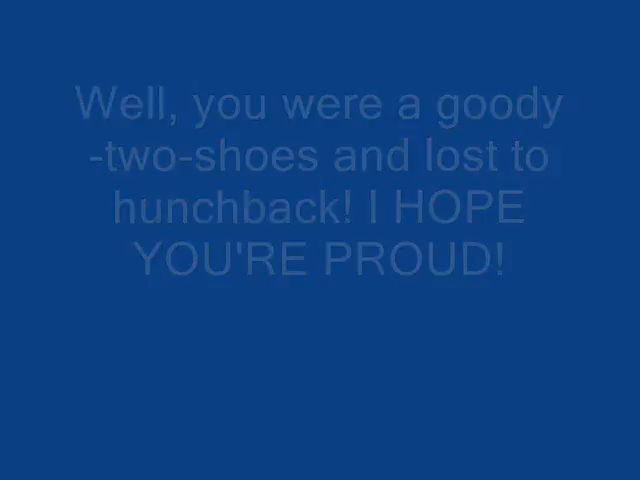 Well, you were a goody
-two-shoes and lost to
hunchback! I HOPE
YOU'RE PROUD!